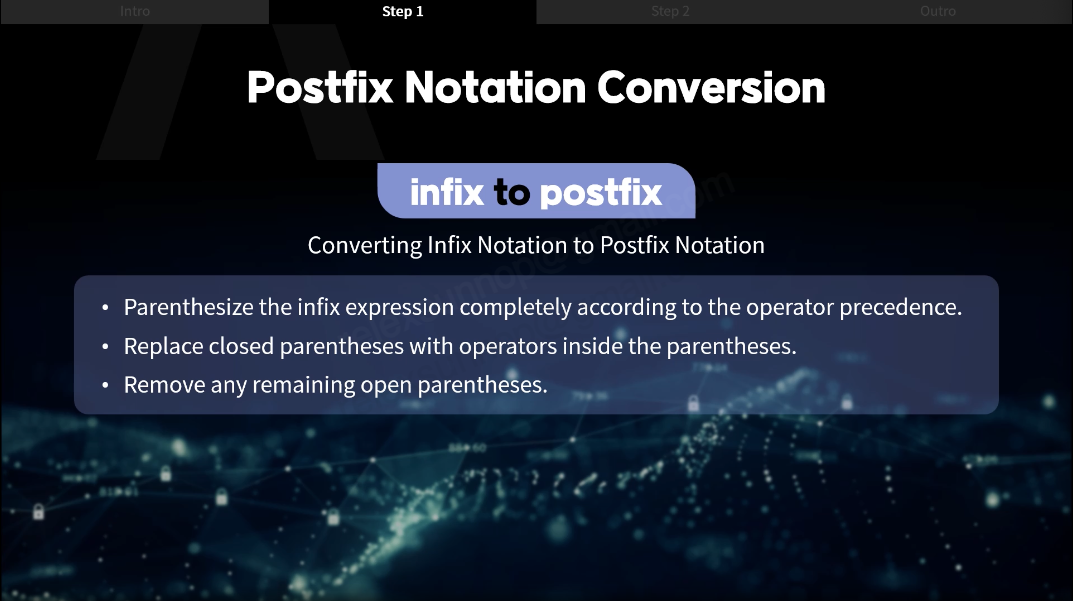 Intro Step 1 Step 2 Outro
Postfix Notation Conversion
infix to postfix
Converting Infix Notation to Postfix Notation
• Parenthesize the infix expression completely according to the operator precedence.
• Replace closed parentheses with operators inside the parentheses.
• Remove any remaining open parentheses.